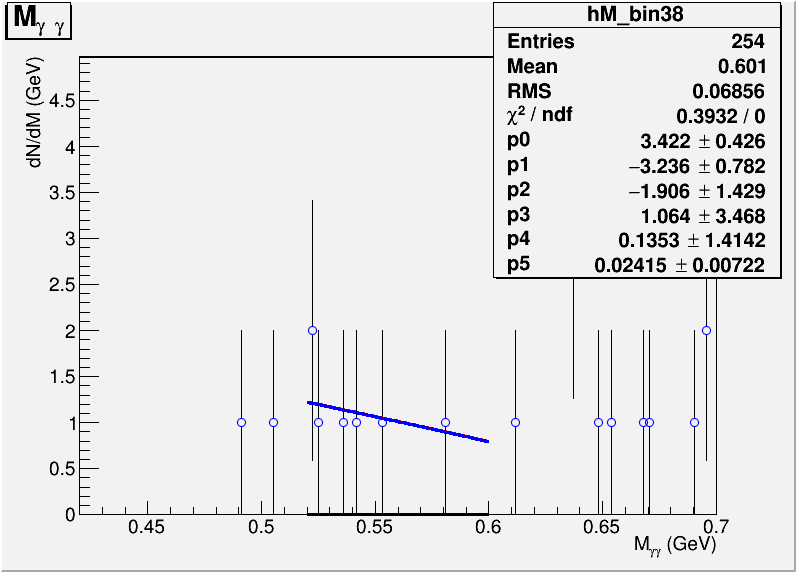 Mγ γ
hM_bin38
Entries 254
Mean 0.601
RMS 0.06856
χ² / ndf 0.3932 / 0
p0 3.422 ± 0.426
p1 −3.236 ± 0.782
p2 −1.906 ± 1.429
p3 1.064 ± 3.468
p4 0.1353 ± 1.4142
p5 0.02415 ± 0.00722
dN/dM (GeV)
4.5
4
3.5
3
2.5
2
1.5
1
0.5
0
0.45 0.5 0.55 0.6 0.65 0.7
Mγγ (GeV)